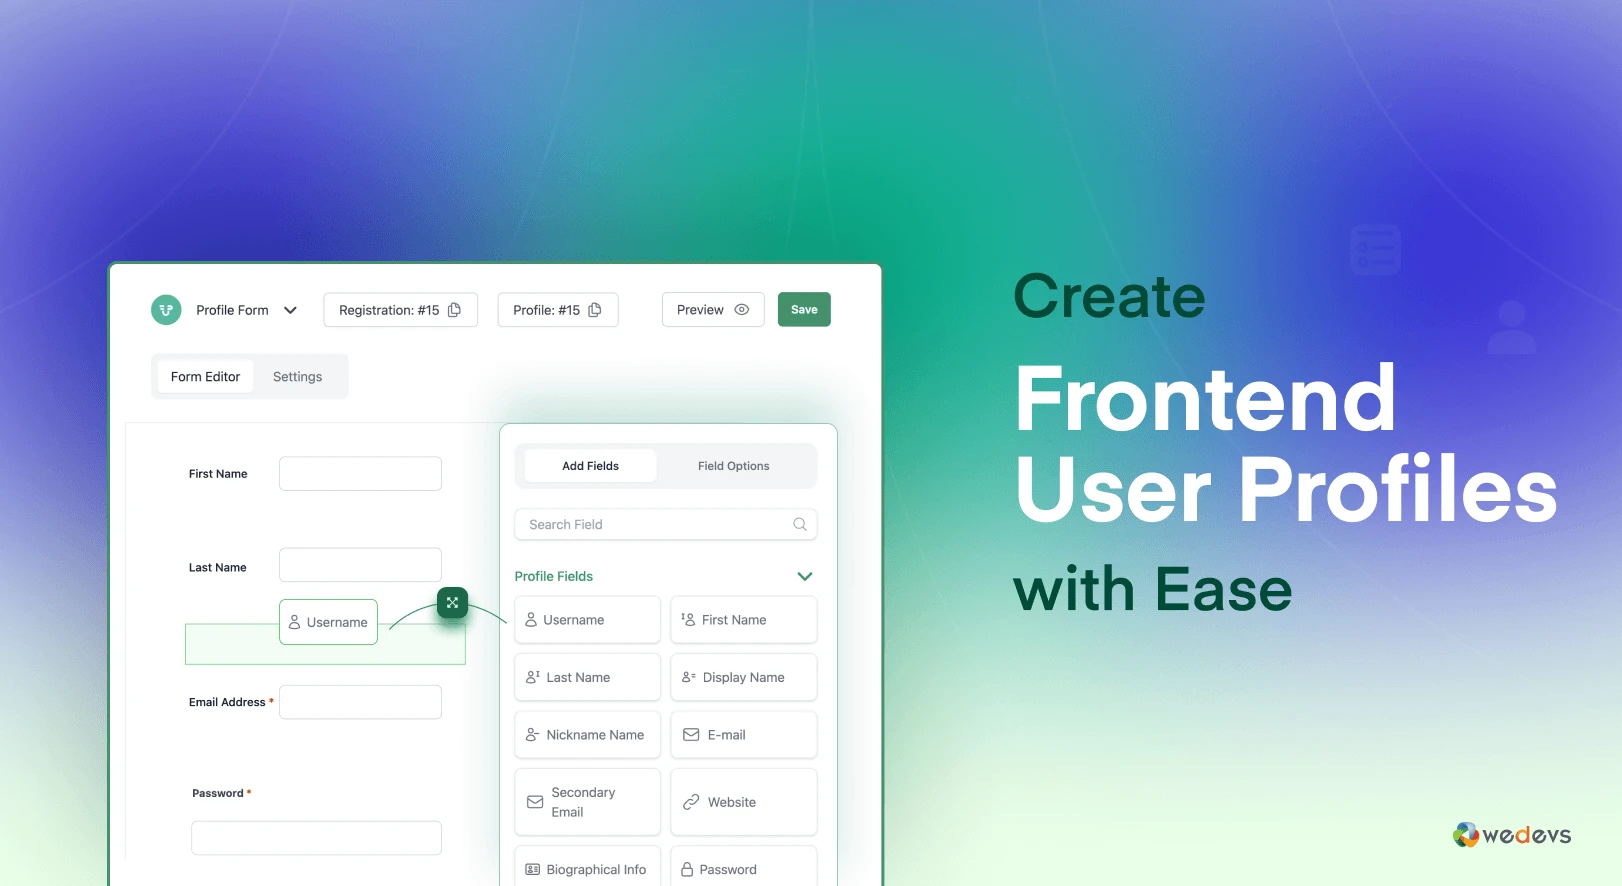 Create
Frontend
User Profiles
with Ease
Profile Form
Registration: #15
Profile: #15
Preview
Save
Form Editor
Settings
First Name
Last Name
Username
Email Address *
Password *
Add Fields
Field Options
Search Field
Profile Fields
Username
First Name
Last Name
Display Name
Nickname Name
E-mail
Secondary
Email
Website
Biographical Info
Password
wedevs